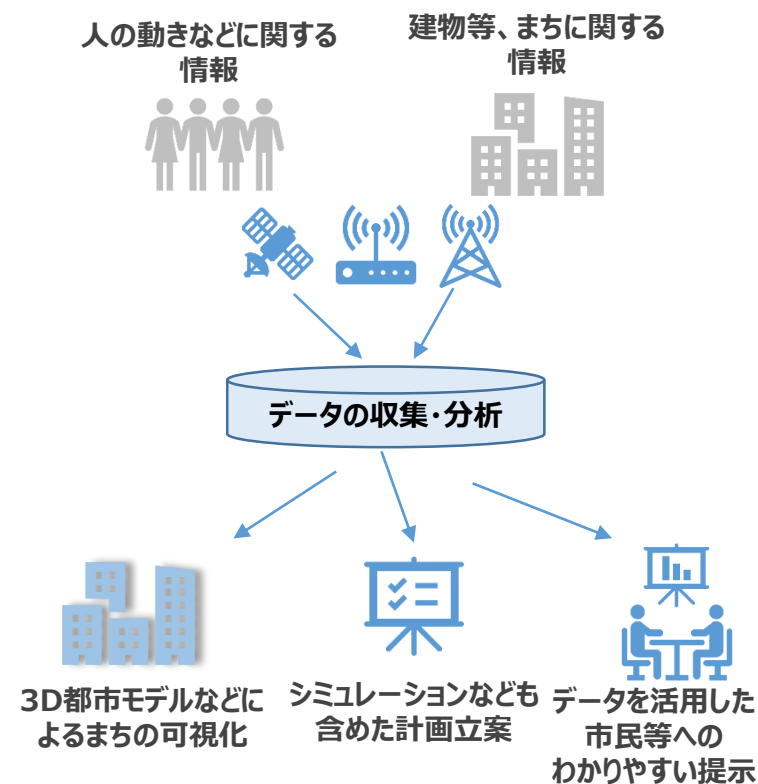 人の動きなどに関する
情報
建物等、まちに関する
情報
データの収集・分析
3D都市モデルなどに
よるまちの可視化
シミュレーションなども
含めた計画立案
データを活用した
市民等への
わかりやすい提示